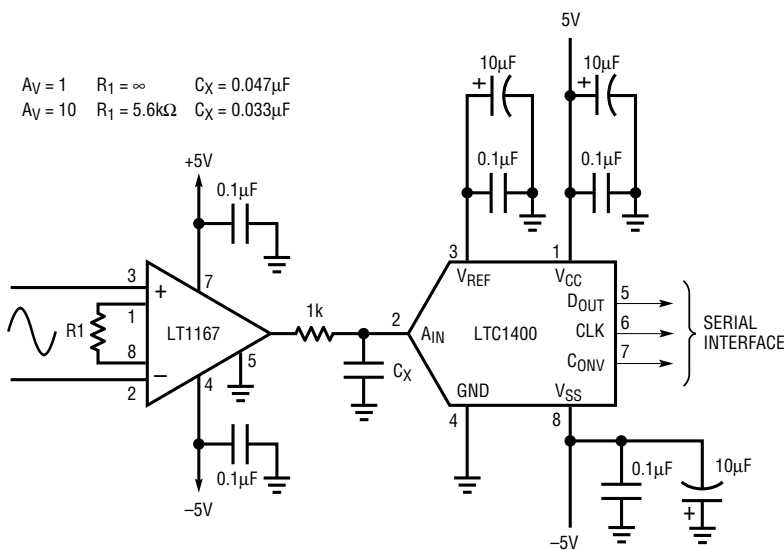 A_V = 1 R_1 = ∞ C_X = 0.047µF
A_V = 10 R_1 = 5.6kΩ C_X = 0.033µF
5V
10µF
+
10µF
+
0.1µF
0.1µF
+5V
0.1µF
3
1
V_REF
V_CC
7
3
+
1
R1
LT1167
8
–
2
5
4
1k
C_X
2
A_IN
LTC1400
D_OUT
5
CLK
6
C_ONV
7
SERIAL
INTERFACE
GND
V_SS
4
8
0.1µF
–5V
0.1µF
10µF
+
–5V